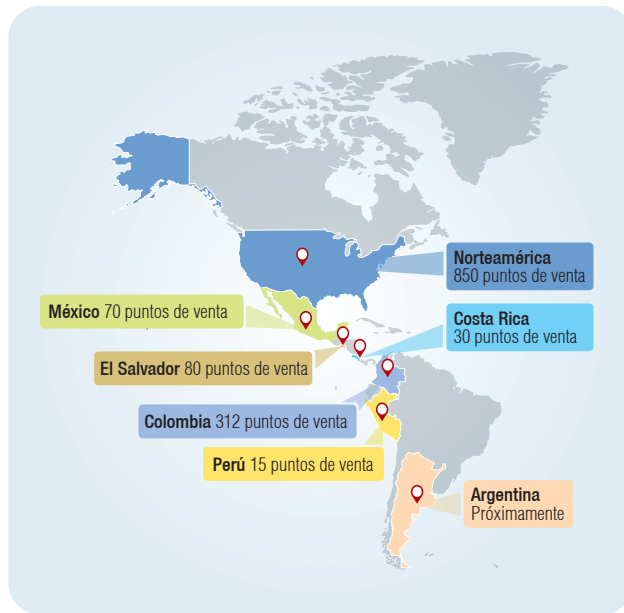 Norteamérica
850 puntos de venta
México 70 puntos de venta
Costa Rica
30 puntos de venta
El Salvador 80 puntos de venta
Colombia 312 puntos de venta
Perú 15 puntos de venta
Argentina
Próximamente